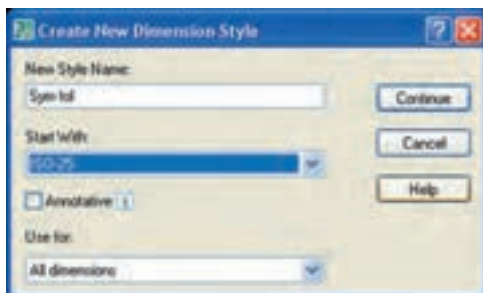 Create New Dimension Style
New Style Name:
Sym tol
Continue
Start With:
ISO-25
Cancel
Annotative
Help
Use for:
All dimensions